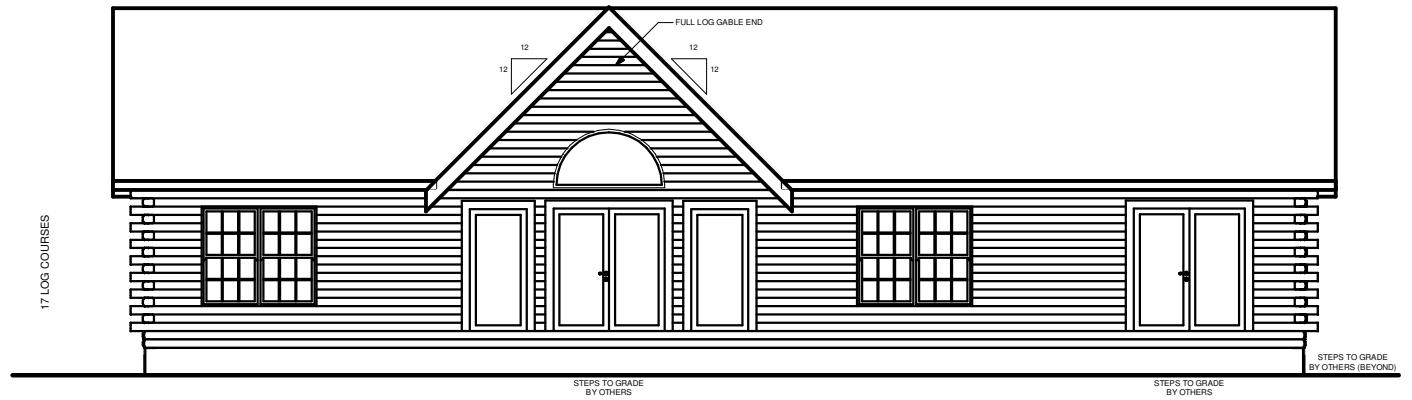 FULL LOG GABLE END
12
12
12
12
17 LOG COURSES
STEPS TO GRADE
BY OTHERS (BEYOND)
STEPS TO GRADE
BY OTHERS
STEPS TO GRADE
BY OTHERS